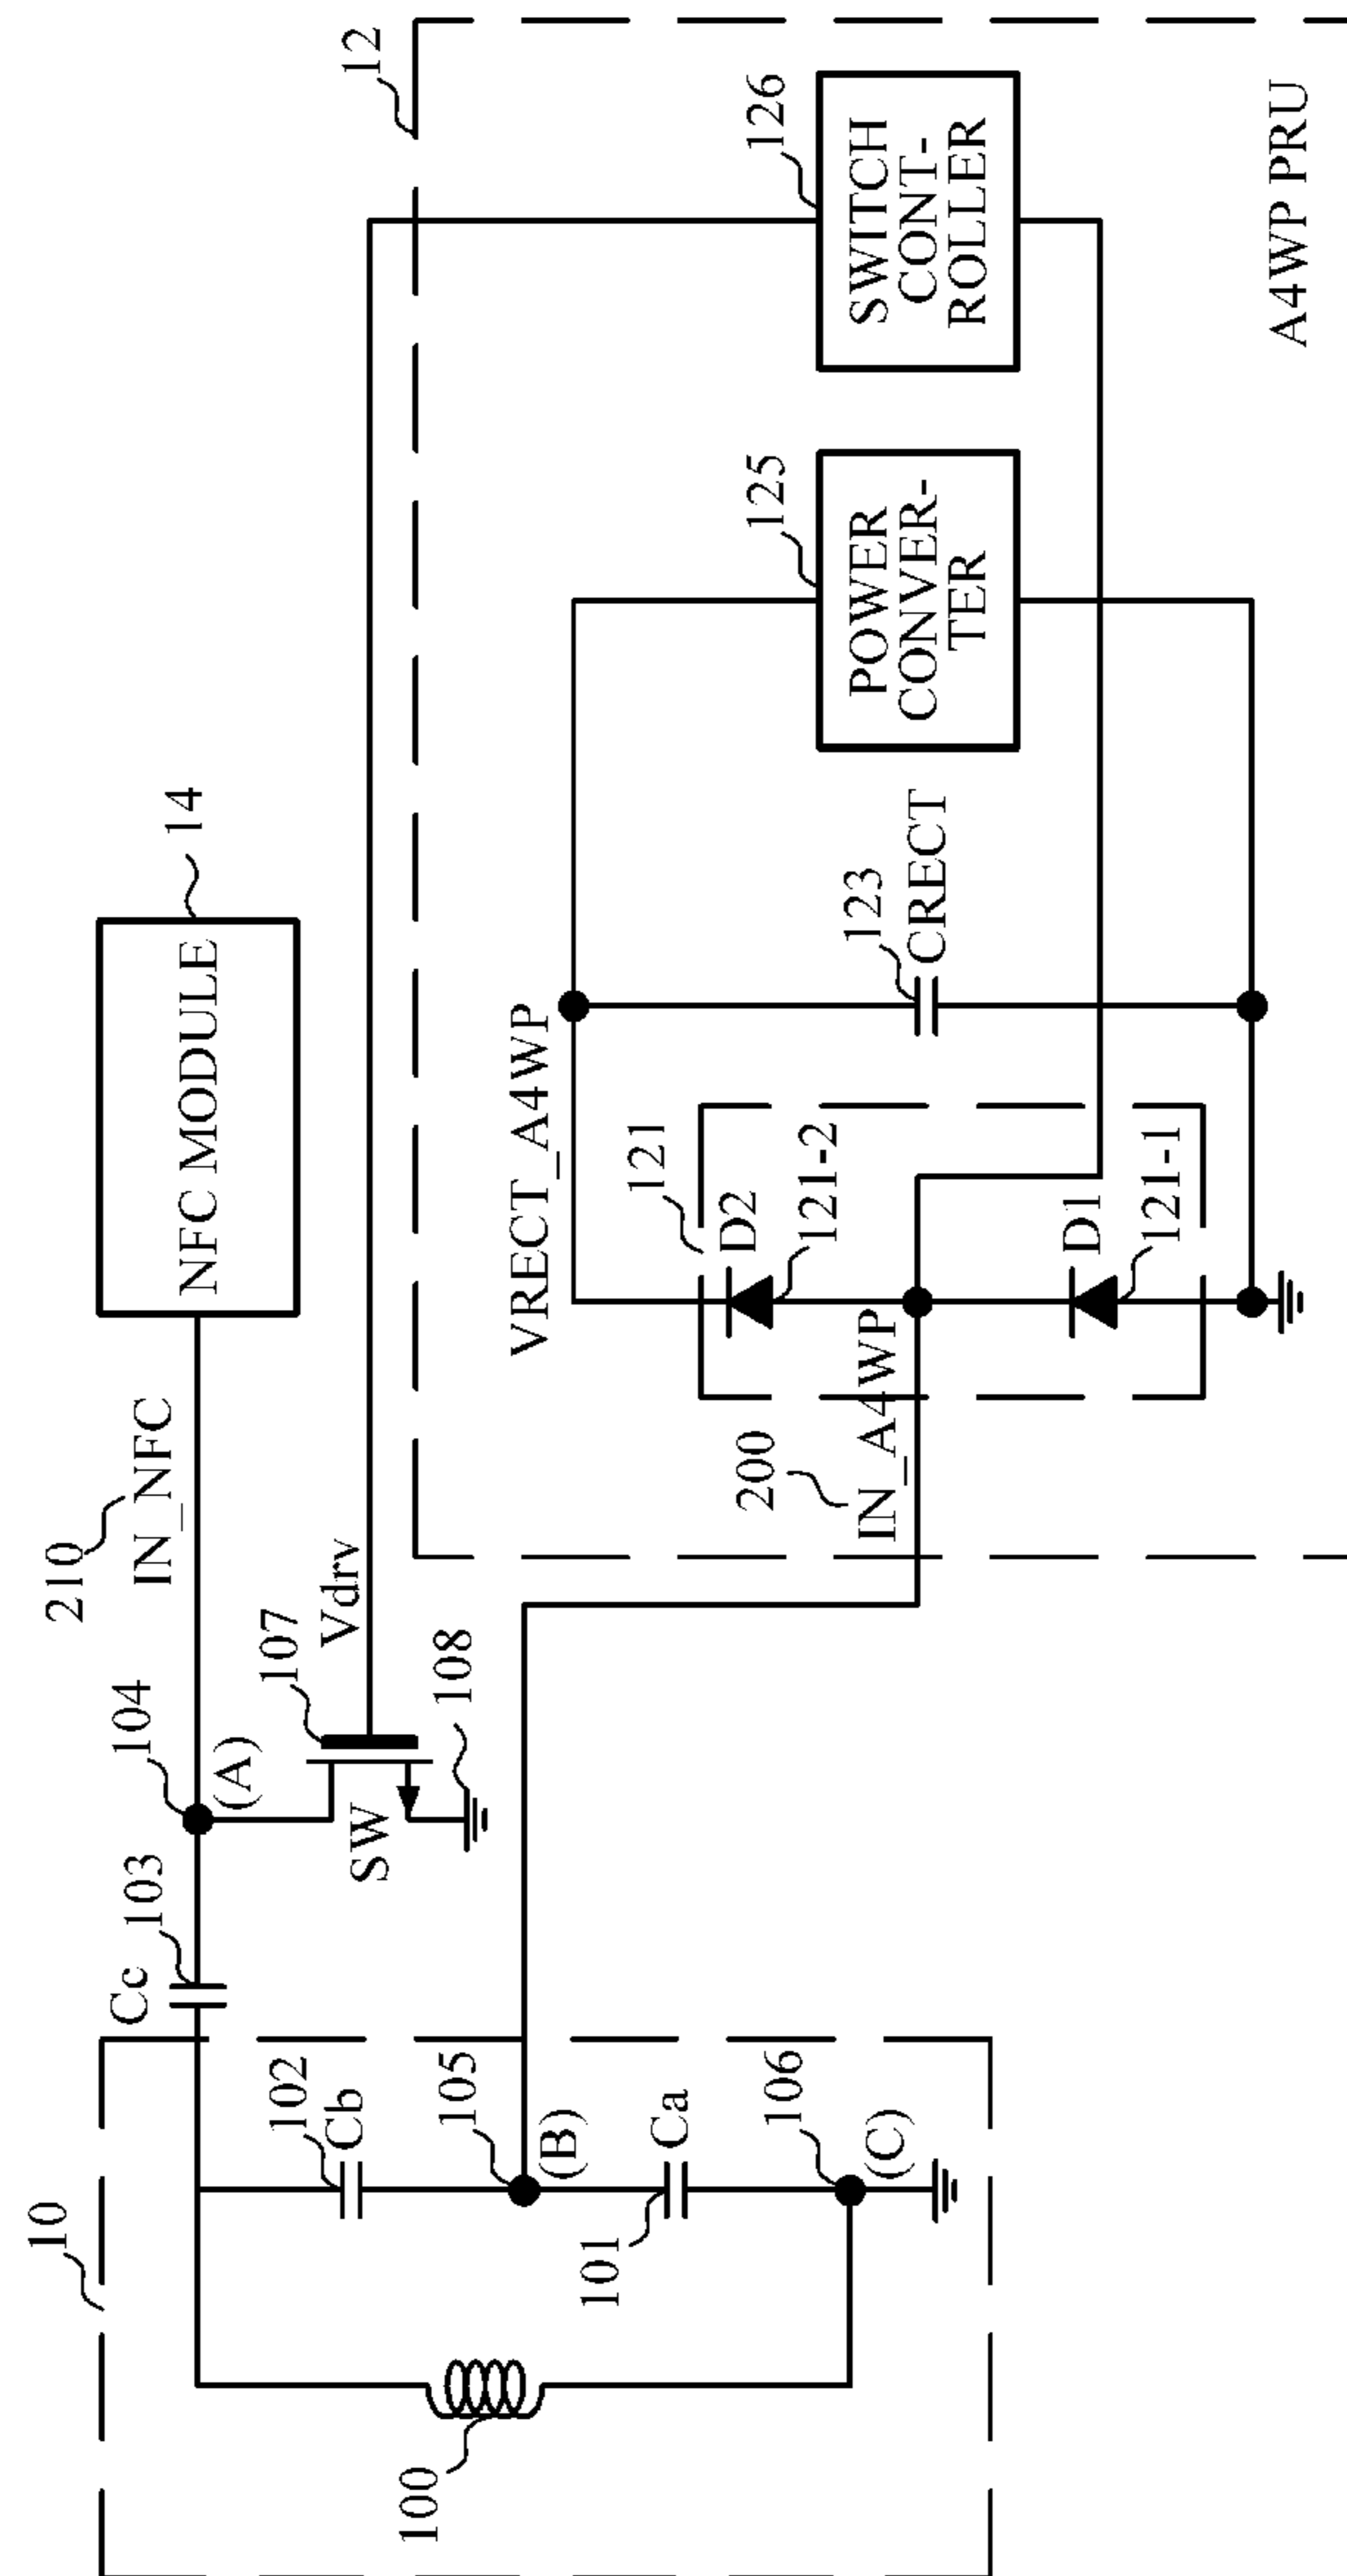 10
100
102
Cb
105
(B)
101
Ca
106
(C)
Cc
103
104
(A)
SW
107
108
Vdrv
210
IN_NFC
NFC MODULE
14
12
200
IN_A4WP
VRECT_A4WP
121
D2
121-2
D1
121-1
123
CRECT
125
POWER
CONVER-
TER
126
SWITCH
CONT-
ROLLER
A4WP PRU